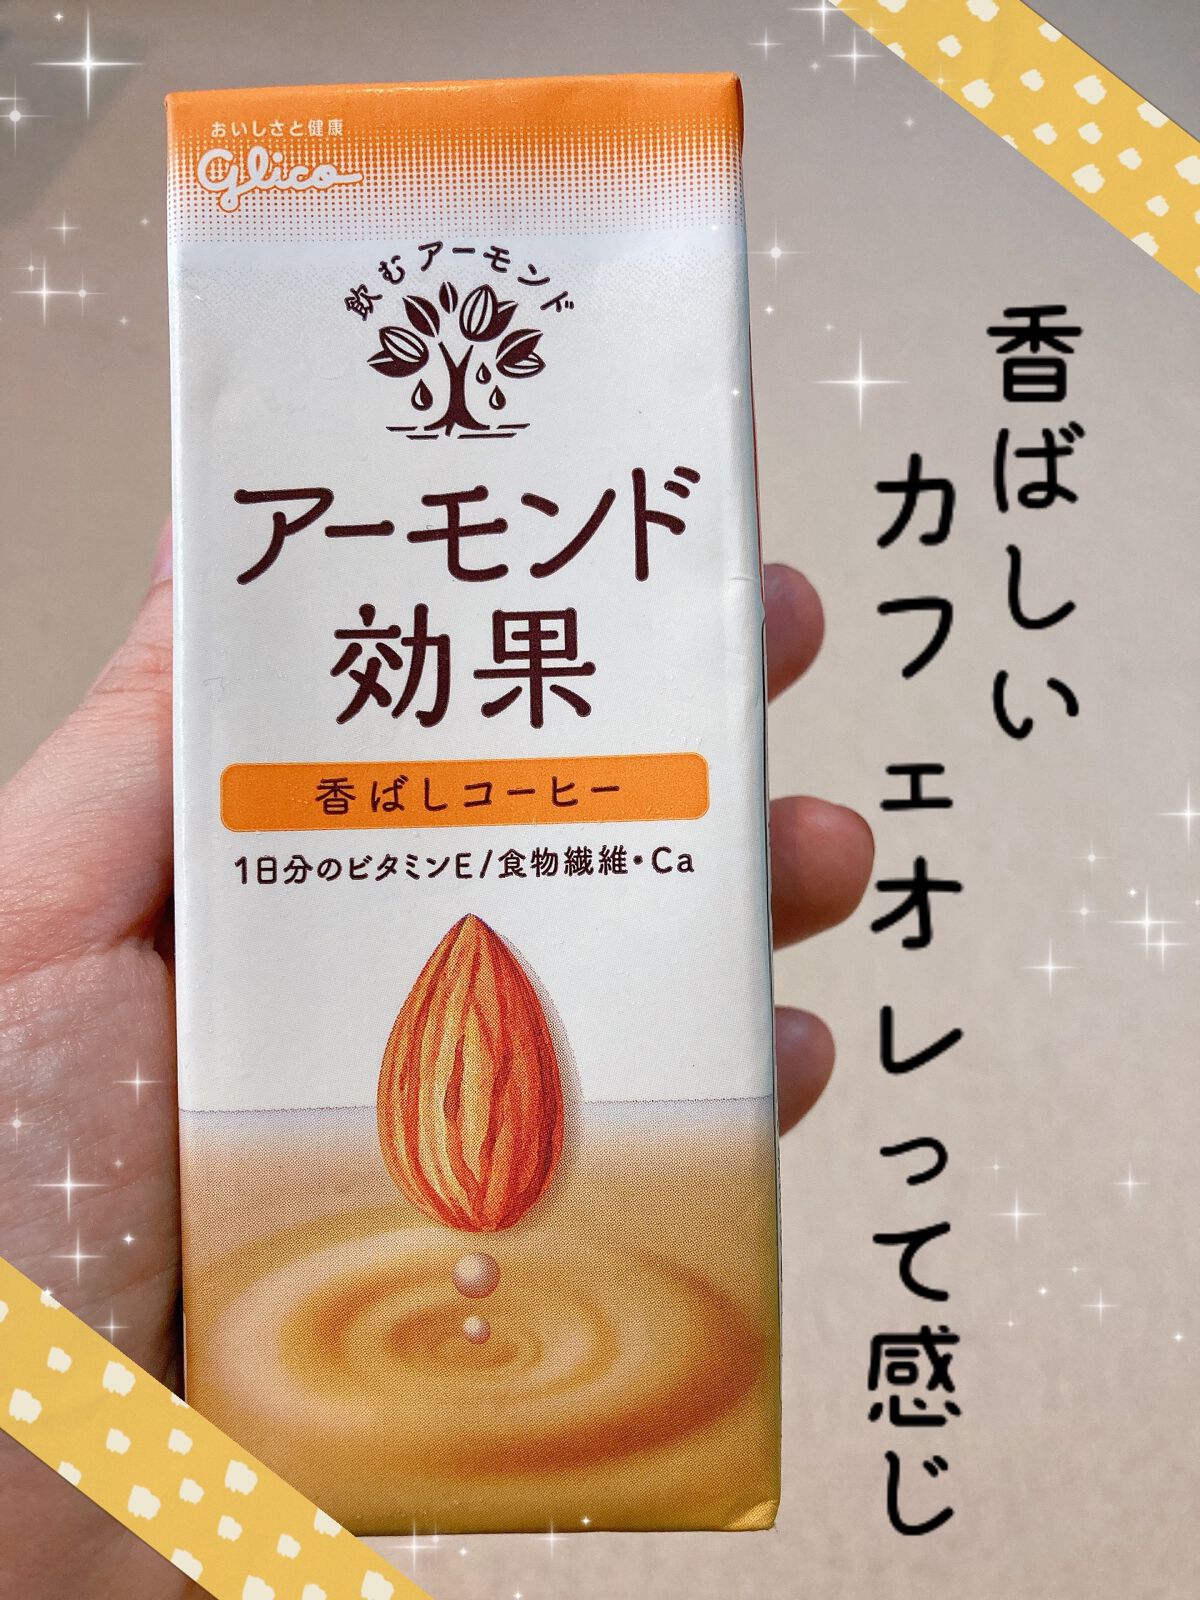 おいしさと健康
glico
飲むアーモンド
アーモンド
効果
香ばしコーヒー
1日分のビタミンE/食物繊維・Ca
香ばしい
カフェオレって感じ